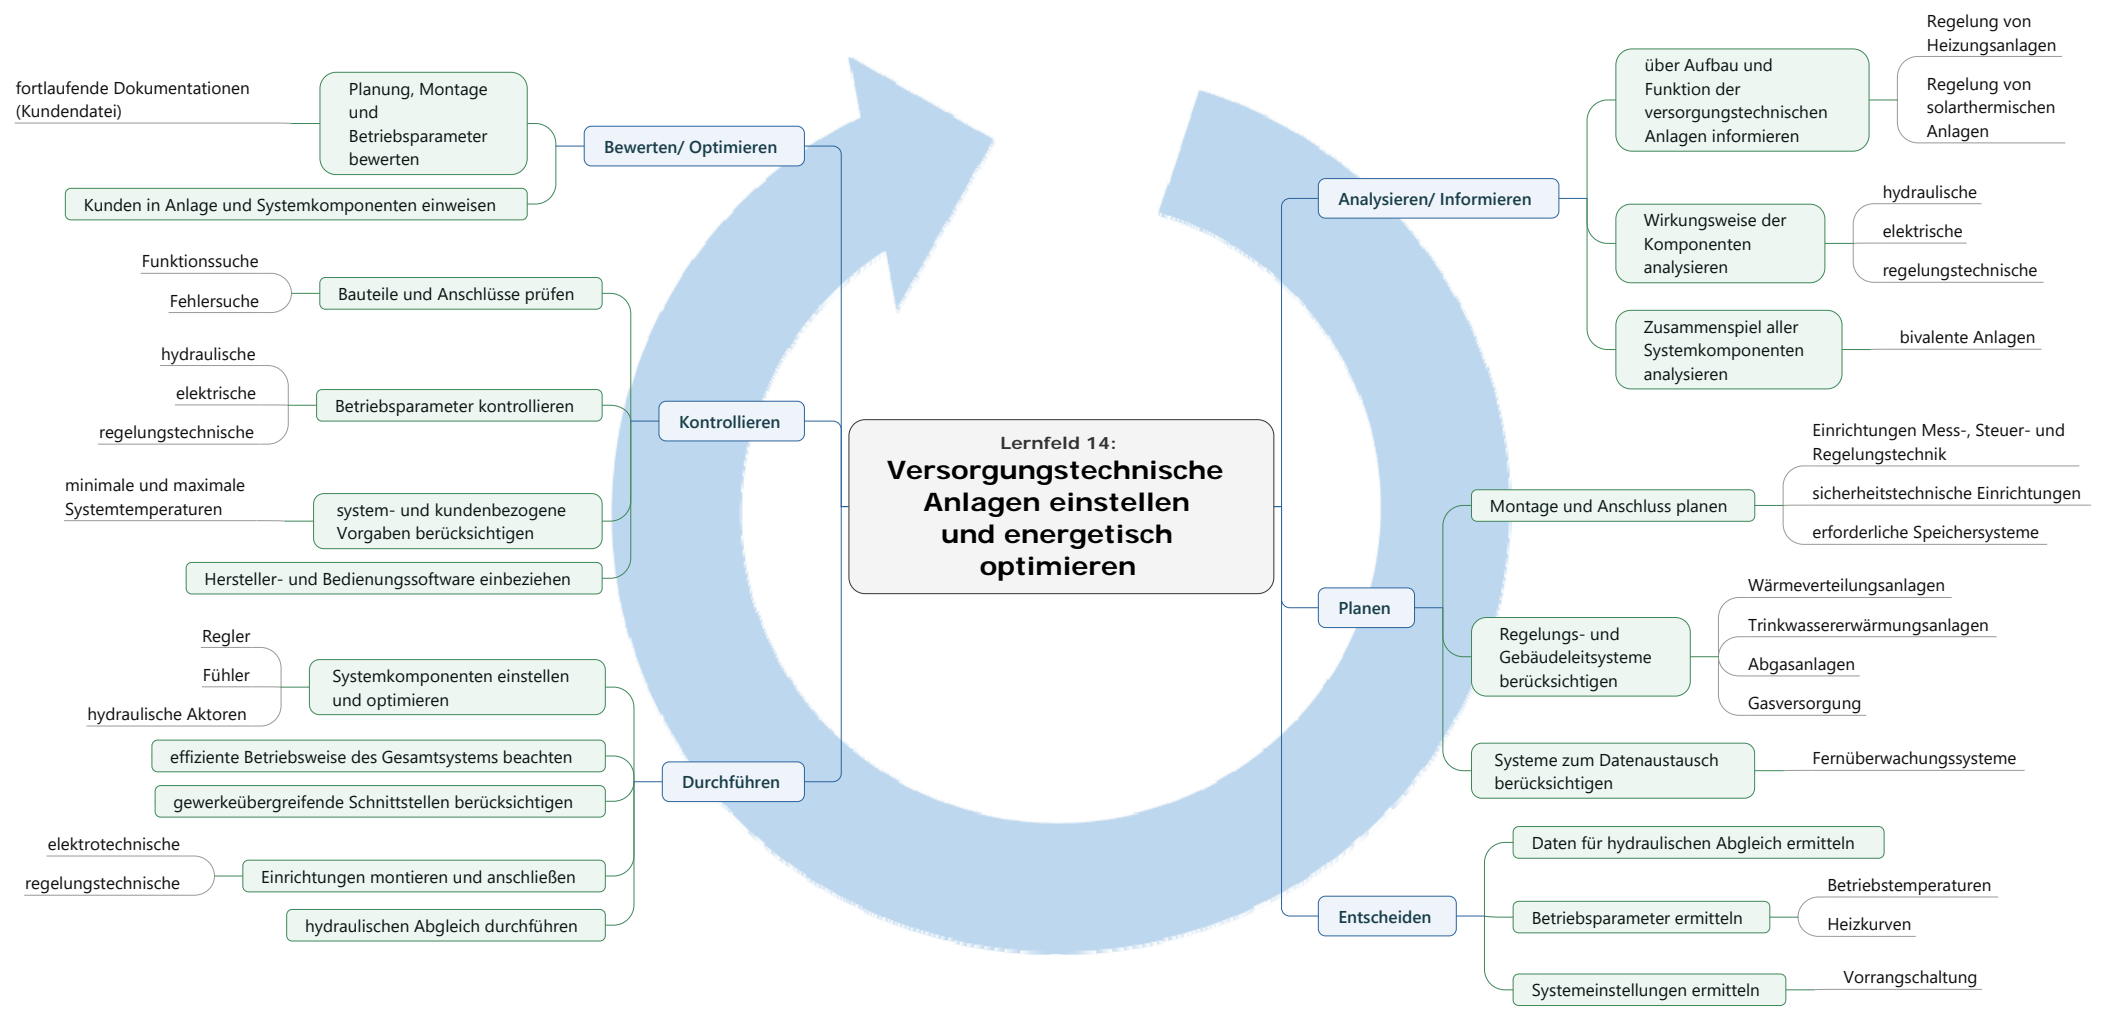 Lernfeld 14:
Versorgungstechnische
Anlagen einstellen
und energetisch
optimieren
Analysieren/ Informieren
über Aufbau und
Funktion der
versorgungstechnischen
Anlagen informieren
Regelung von
Heizungsanlagen
Regelung von
solarthermischen
Anlagen
Wirkungsweise der
Komponenten
analysieren
hydraulische
elektrische
regelungstechnische
Zusammenspiel aller
Systemkomponenten
analysieren
bivalente Anlagen
Planen
Montage und Anschluss planen
Einrichtungen Mess-, Steuer- und
Regelungstechnik
sicherheitstechnische Einrichtungen
erforderliche Speichersysteme
Regelungs- und
Gebäudeleitsysteme
berücksichtigen
Wärmeverteilungsanlagen
Trinkwassererwärmungsanlagen
Abgasanlagen
Gasversorgung
Systeme zum Datenaustausch
berücksichtigen
Fernüberwachungssysteme
Entscheiden
Daten für hydraulischen Abgleich ermitteln
Betriebsparameter ermitteln
Betriebstemperaturen
Heizkurven
Systemeinstellungen ermitteln
Vorrangschaltung
Durchführen
Systemkomponenten einstellen
und optimieren
Regler
Fühler
hydraulische Aktoren
effiziente Betriebsweise des Gesamtsystems beachten
gewerkeübergreifende Schnittstellen berücksichtigen
Einrichtungen montieren und anschließen
elektrotechnische
regelungstechnische
hydraulischen Abgleich durchführen
Kontrollieren
Bauteile und Anschlüsse prüfen
Funktionssuche
Fehlersuche
Betriebsparameter kontrollieren
hydraulische
elektrische
regelungstechnische
system- und kundenbezogene
Vorgaben berücksichtigen
minimale und maximale
Systemtemperaturen
Hersteller- und Bedienungssoftware einbeziehen
Bewerten/ Optimieren
Planung, Montage
und
Betriebsparameter
bewerten
fortlaufende Dokumentationen
(Kundendatei)
Kunden in Anlage und Systemkomponenten einweisen